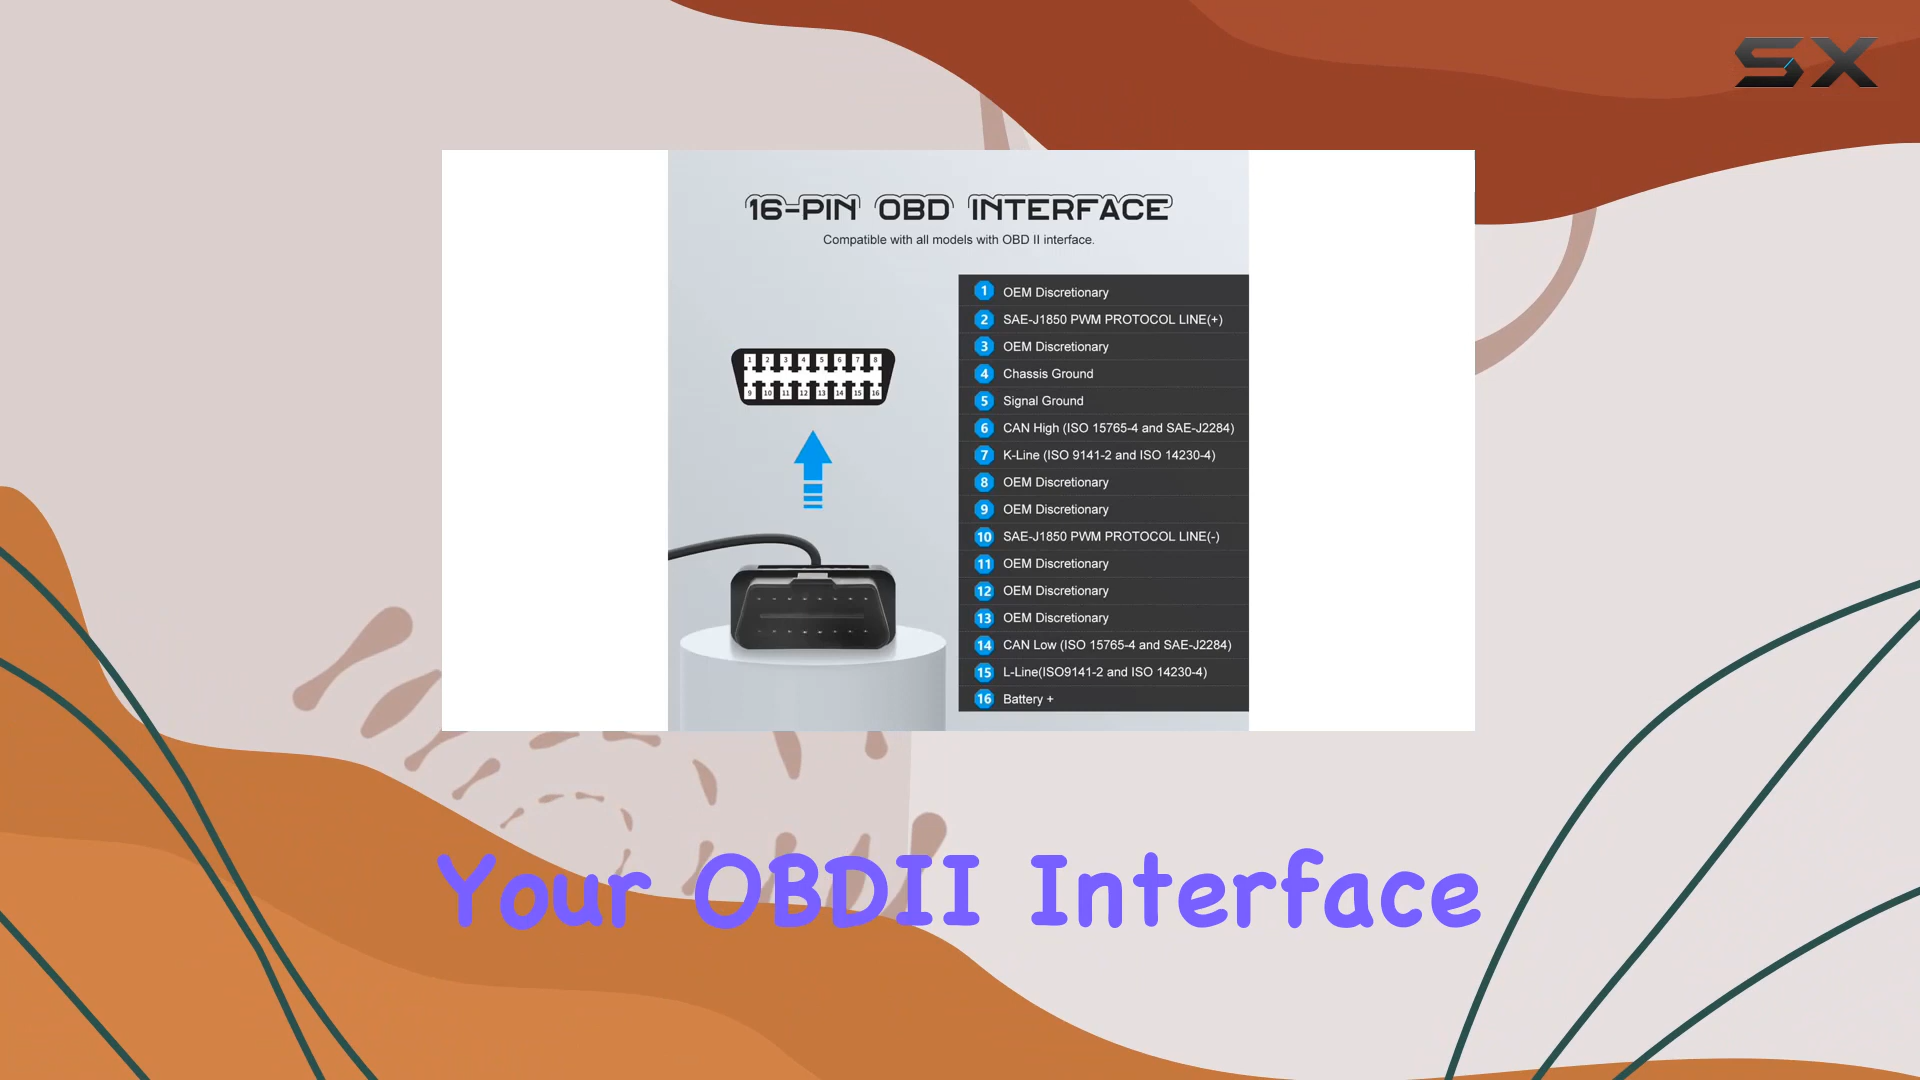 SX
16-PIN OBD INTERFACE
Compatible with all models with OBD II interface.
1 OEM Discretionary
2 SAE-J1850 PWM PROTOCOL LINE(+)
3 OEM Discretionary
4 Chassis Ground
5 Signal Ground
6 CAN High (ISO 15765-4 and SAE-J2284)
7 K-Line (ISO 9141-2 and ISO 14230-4)
8 OEM Discretionary
9 OEM Discretionary
10 SAE-J1850 PWM PROTOCOL LINE(-)
11 OEM Discretionary
12 OEM Discretionary
13 OEM Discretionary
14 CAN Low (ISO 15765-4 and SAE-J2284)
15 L-Line(ISO9141-2 and ISO 14230-4)
16 Battery +
1 2 3 4 5 6 7 8
9 10 11 12 13 14 15 16
Your OBDII Interface